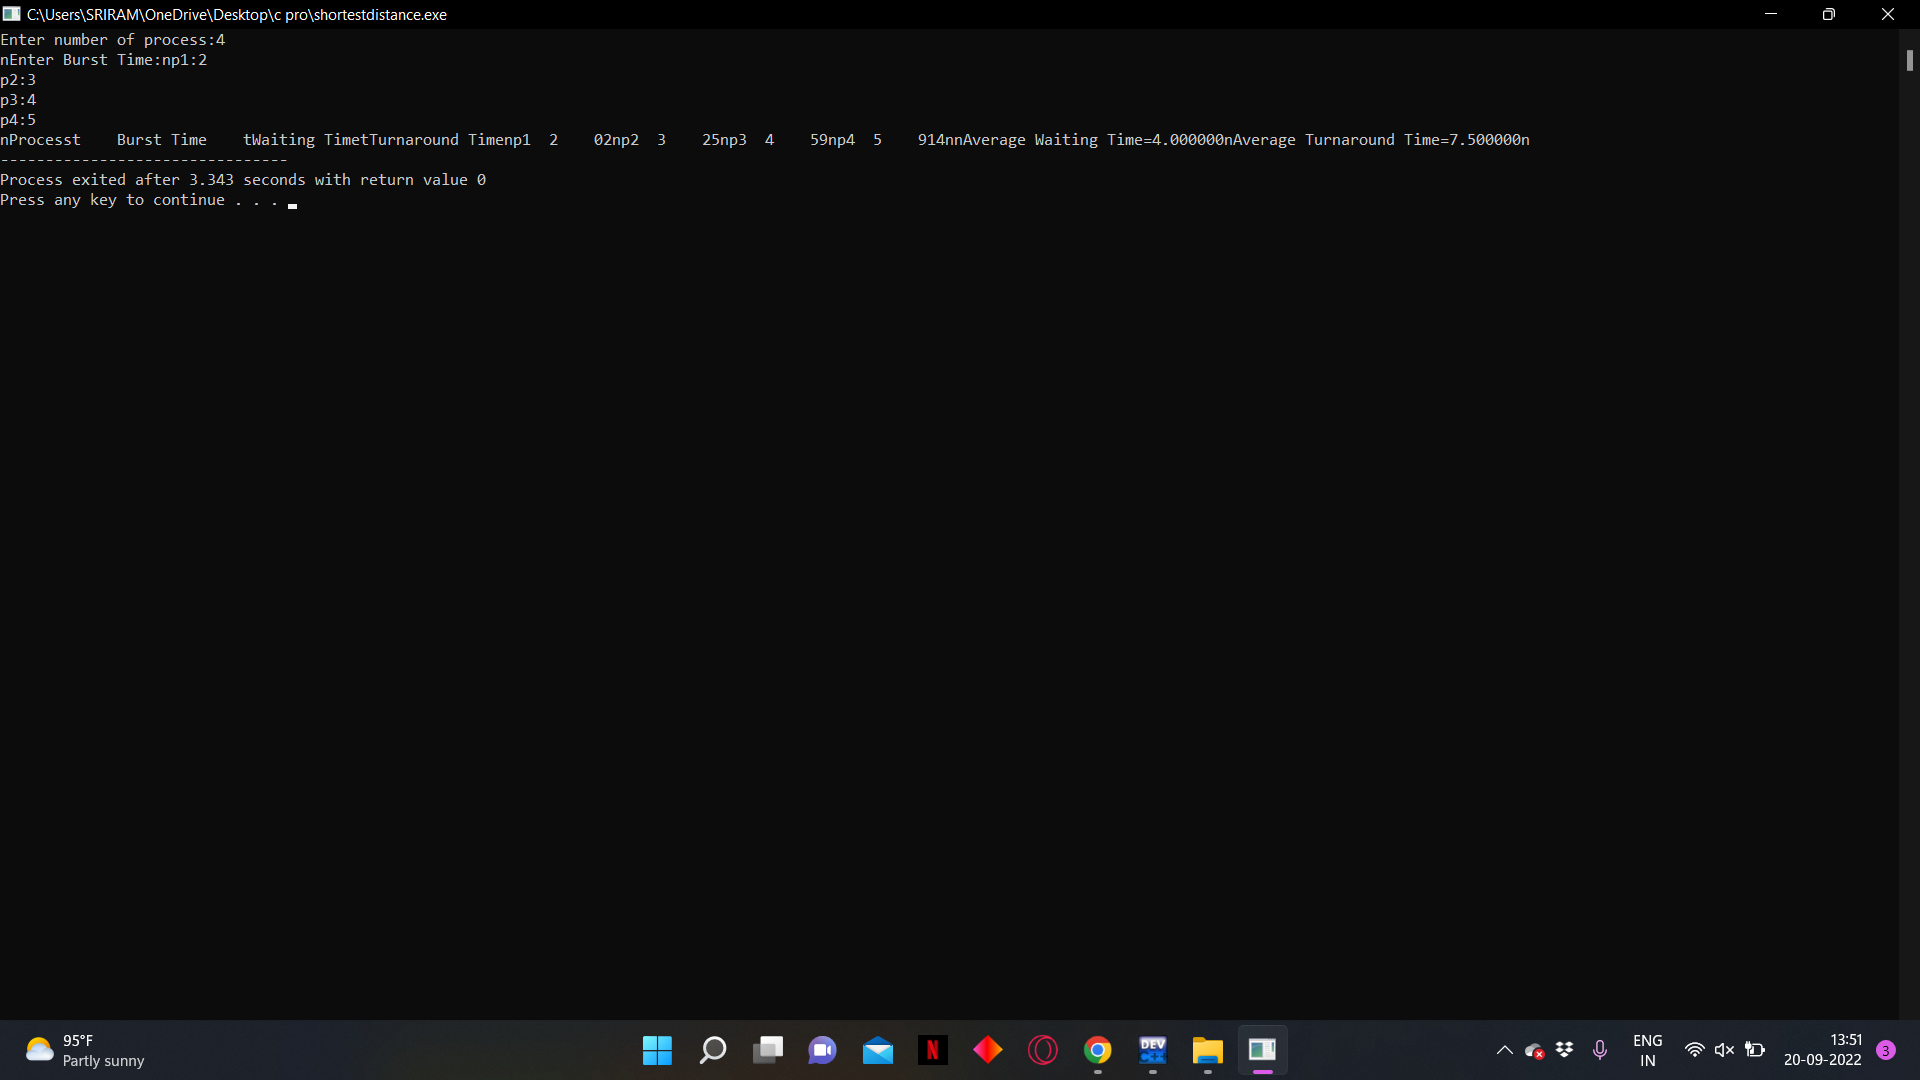 C:\Users\SRIRAM\OneDrive\Desktop\c pro\shortestdistance.exe
Enter number of process:4
nEnter Burst Time:np1:2
p2:3
p3:4
p4:5
nProcesst    Burst Time    tWaiting TimetTurnaround Timenp1  2    02np2  3    25np3  4    59np4  5    914nnAverage Waiting Time=4.000000nAverage Turnaround Time=7.500000n
--------------------------------
Process exited after 3.343 seconds with return value 0
Press any key to continue . . .
95°F
Partly sunny
N
DEV
C++
ENG
IN
13:51
20-09-2022
3